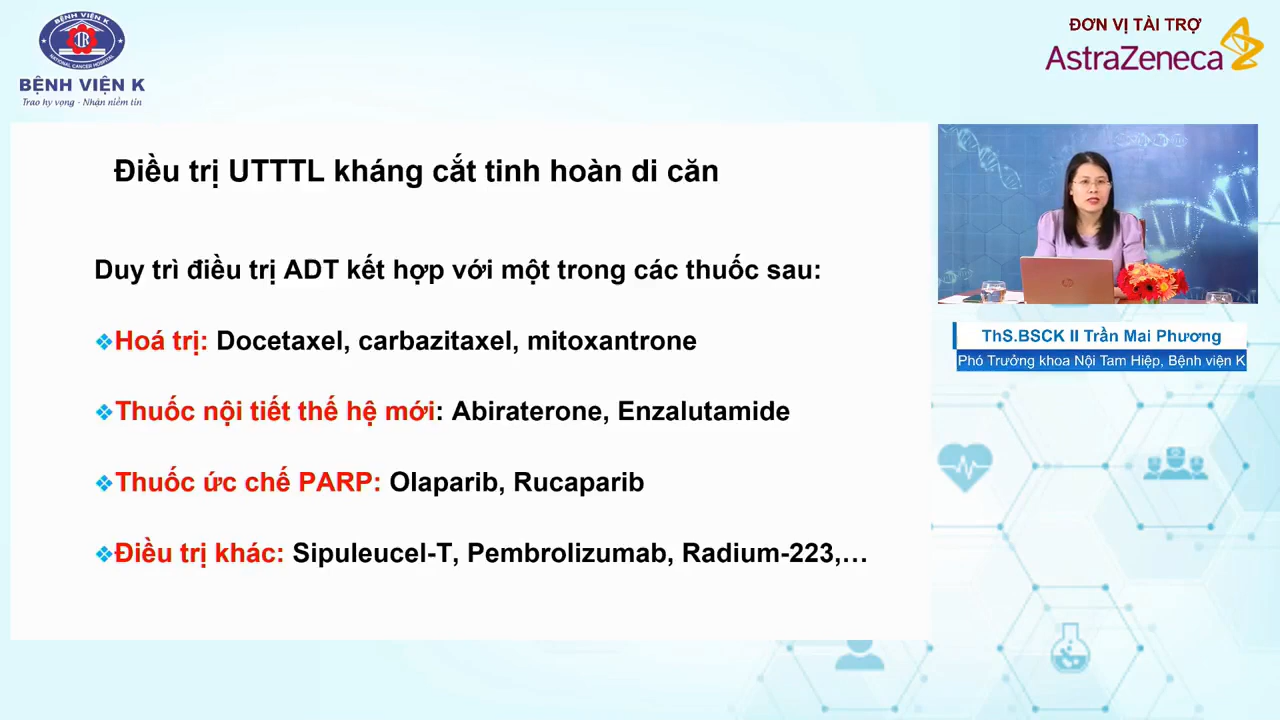 NATIONAL CANCER HOSPITAL
BỆNH VIỆN K
Trao hy vọng - Nhận niềm tin
ĐƠN VỊ TÀI TRỢ
AstraZeneca
Điều trị UTTTL kháng cắt tinh hoàn di căn
Duy trì điều trị ADT kết hợp với một trong các thuốc sau:
❖Hoá trị: Docetaxel, carbazitaxel, mitoxantrone
❖Thuốc nội tiết thế hệ mới: Abiraterone, Enzalutamide
❖Thuốc ức chế PARP: Olaparib, Rucaparib
❖Điều trị khác: Sipuleucel-T, Pembrolizumab, Radium-223,…
ThS.BSCK II Trần Mai Phương
Phó Trưởng khoa Nội Tam Hiệp, Bệnh viện K